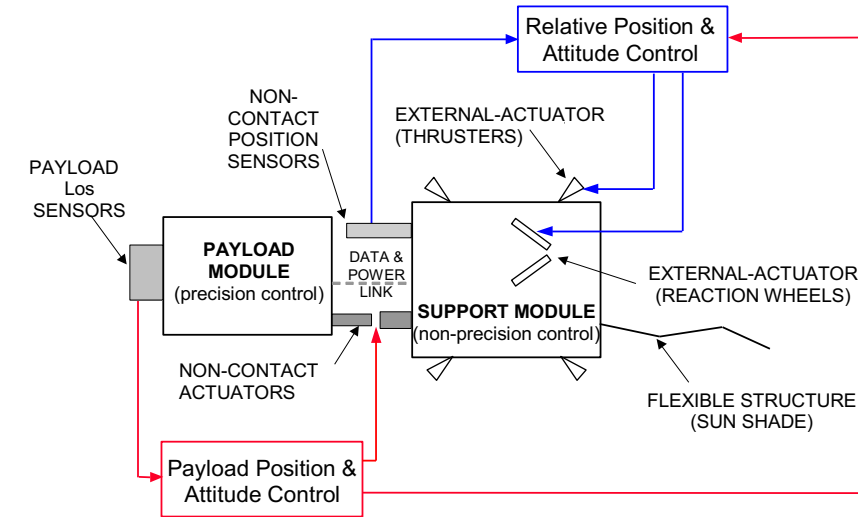 Relative Position &
Attitude Control
NON-
CONTACT
POSITION
SENSORS
EXTERNAL-ACTUATOR
(THRUSTERS)
PAYLOAD
Los
SENSORS
PAYLOAD
MODULE
(precision control)
DATA &
POWER
LINK
SUPPORT MODULE
(non-precision control)
EXTERNAL-ACTUATOR
(REACTION WHEELS)
NON-CONTACT
ACTUATORS
FLEXIBLE STRUCTURE
(SUN SHADE)
Payload Position &
Attitude Control